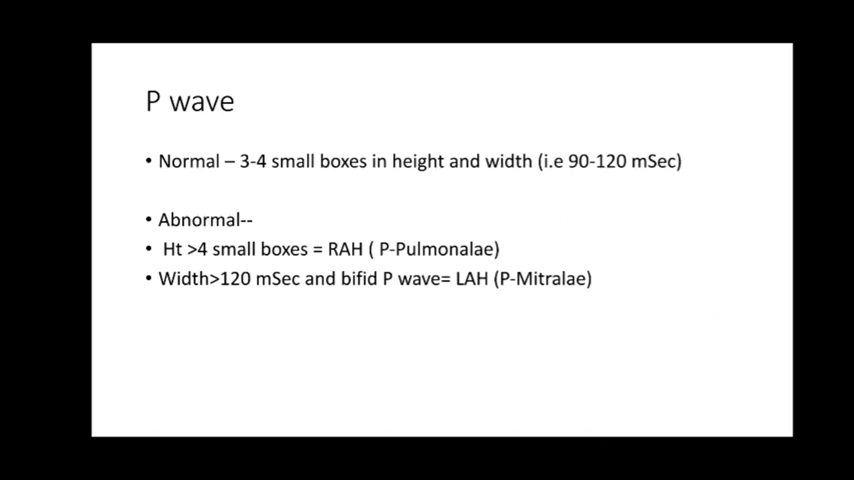 P wave
• Normal – 3-4 small boxes in height and width (i.e 90-120 mSec)
• Abnormal--
• Ht >4 small boxes = RAH ( P-Pulmonalae)
• Width>120 mSec and bifid P wave= LAH (P-Mitralae)